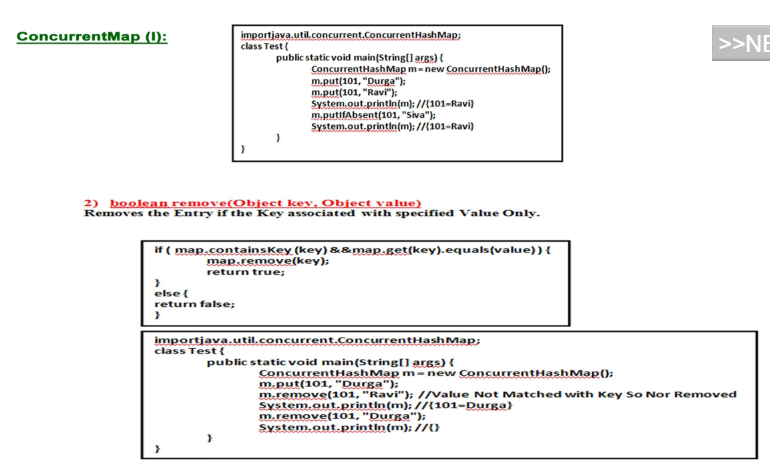 ConcurrentMap (I):
importjava.util.concurrent.ConcurrentHashMap;
class Test {
public static void main(String[] args) {
ConcurrentHashMap m = new ConcurrentHashMap();
m.put(101, "Durga");
m.put(101, "Ravi");
System.out.println(m); //{101=Ravi}
m.putIfAbsent(101, "Siva");
System.out.println(m); //{101=Ravi}
}
}
>>NE
2) boolean remove(Object key, Object value)
Removes the Entry if the Key associated with specified Value Only.
if ( map.containsKey (key) &&map.get(key).equals(value) ) {
map.remove(key);
return true;
}
else {
return false;
}
importjava.util.concurrent.ConcurrentHashMap;
class Test {
public static void main(String[] args) {
ConcurrentHashMap m = new ConcurrentHashMap();
m.put(101, "Durga");
m.remove(101, "Ravi"); //Value Not Matched with Key So Nor Removed
System.out.println(m); //{101=Durga}
m.remove(101, "Durga");
System.out.println(m); //{}
}
}